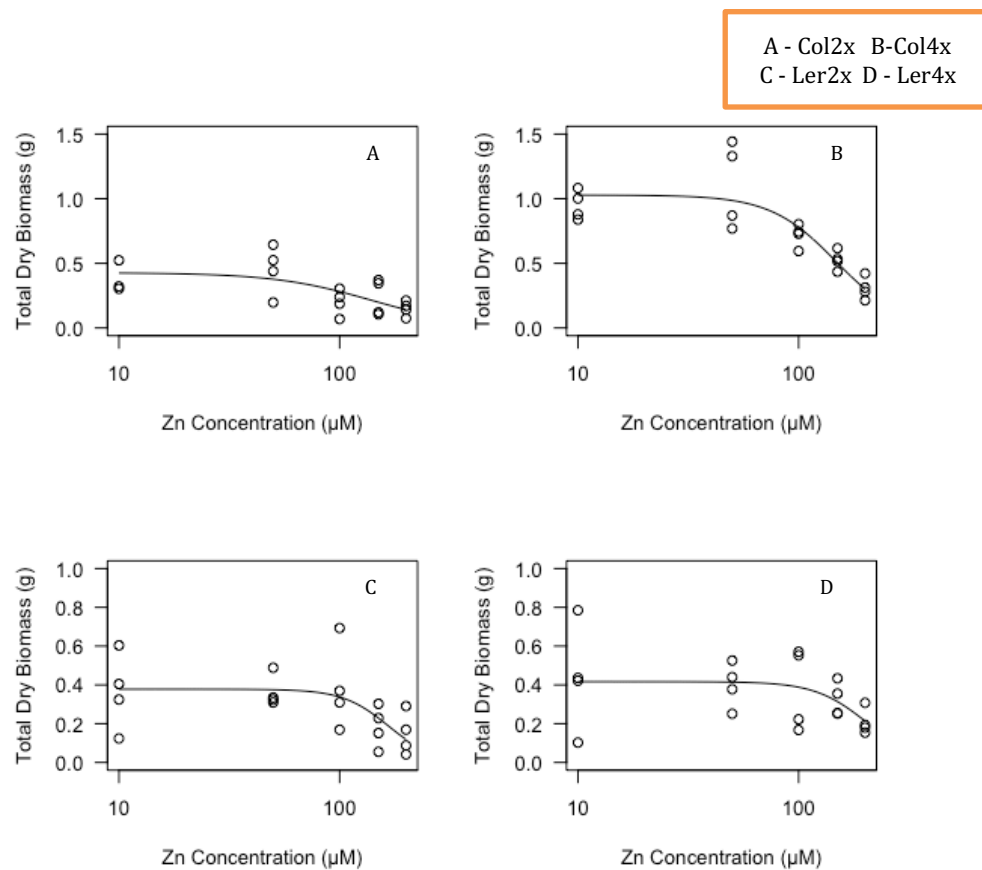 A - Col2x B-Col4x
C - Ler2x D - Ler4x
Total Dry Biomass (g)
1.5
1.0
0.5
0.0
A
10
100
Zn Concentration (µM)
Total Dry Biomass (g)
1.5
1.0
0.5
0.0
B
10
100
Zn Concentration (µM)
Total Dry Biomass (g)
1.0
0.8
0.6
0.4
0.2
0.0
C
10
100
Zn Concentration (µM)
Total Dry Biomass (g)
1.0
0.8
0.6
0.4
0.2
0.0
D
10
100
Zn Concentration (µM)